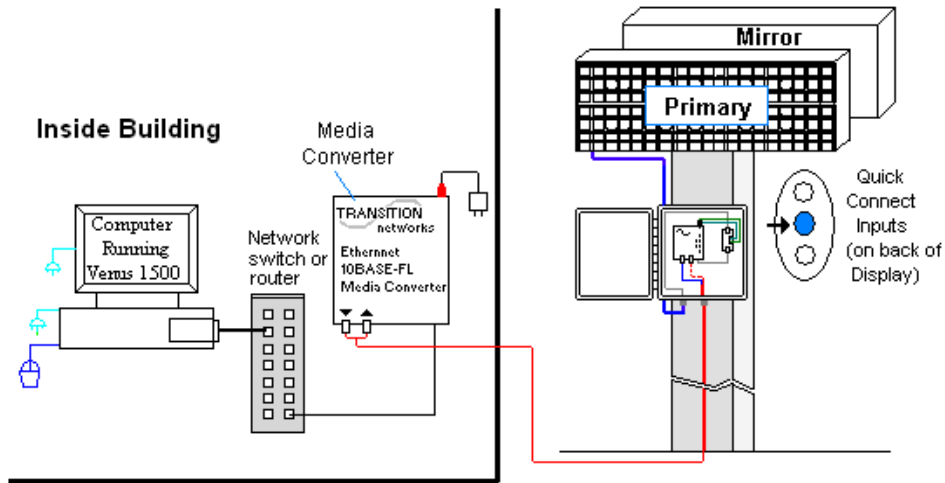 Inside Building
Computer
Running
Venus 1500
Network
switch or
router
Media
Converter
TRANSITION
networks
Ethernnet
10BASE-FL
Media Converter
Mirror
Primary
Quick
Connect
Inputs
(on back of
Display)